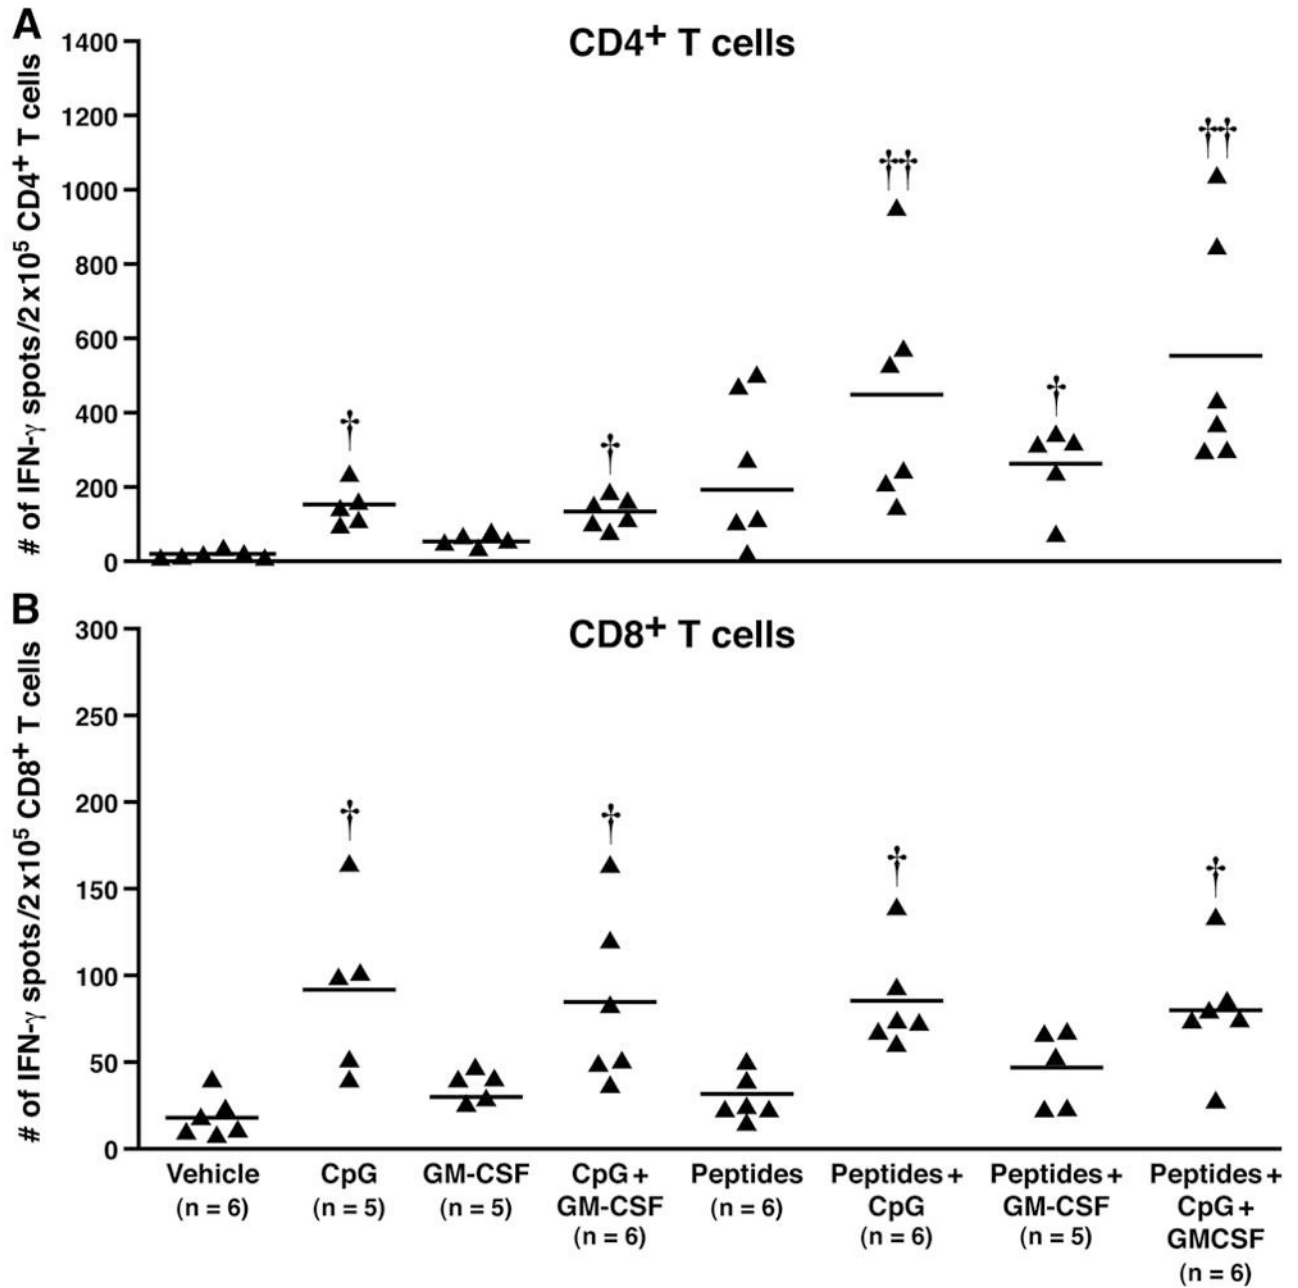 A
CD4⁺ T cells
# of IFN-γ spots/2x10⁵ CD4⁺ T cells
1400
1200
1000
800
600
400
200
0
†
†
††
†
††
B
CD8⁺ T cells
# of IFN-γ spots/2x10⁵ CD8⁺ T cells
300
250
200
150
100
50
0
†
†
†
†
Vehicle
(n = 6)
CpG
(n = 5)
GM-CSF
(n = 5)
CpG +
GM-CSF
(n = 6)
Peptides
(n = 6)
Peptides +
CpG
(n = 6)
Peptides +
GM-CSF
(n = 5)
Peptides +
CpG +
GMCSF
(n = 6)